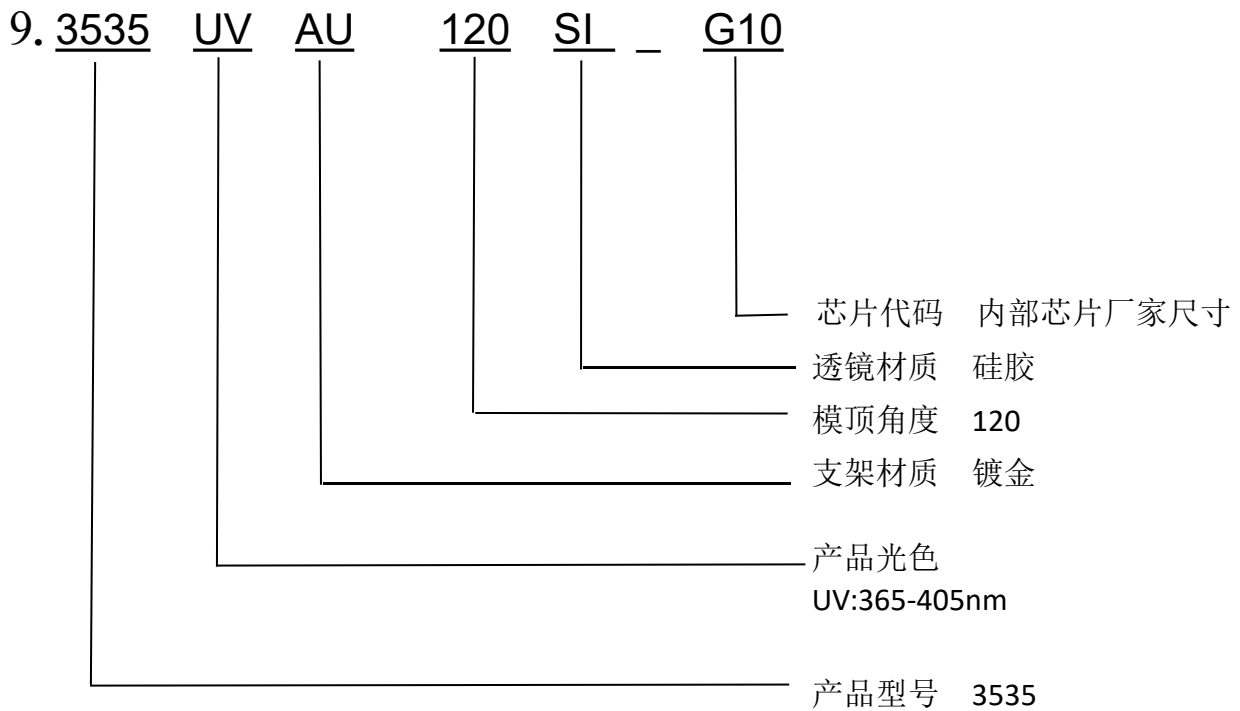 9. 3535 UV AU 120 SI _ G10
芯片代码 内部芯片厂家尺寸
透镜材质 硅胶
模顶角度 120
支架材质 镀金
产品光色
UV:365-405nm
产品型号 3535